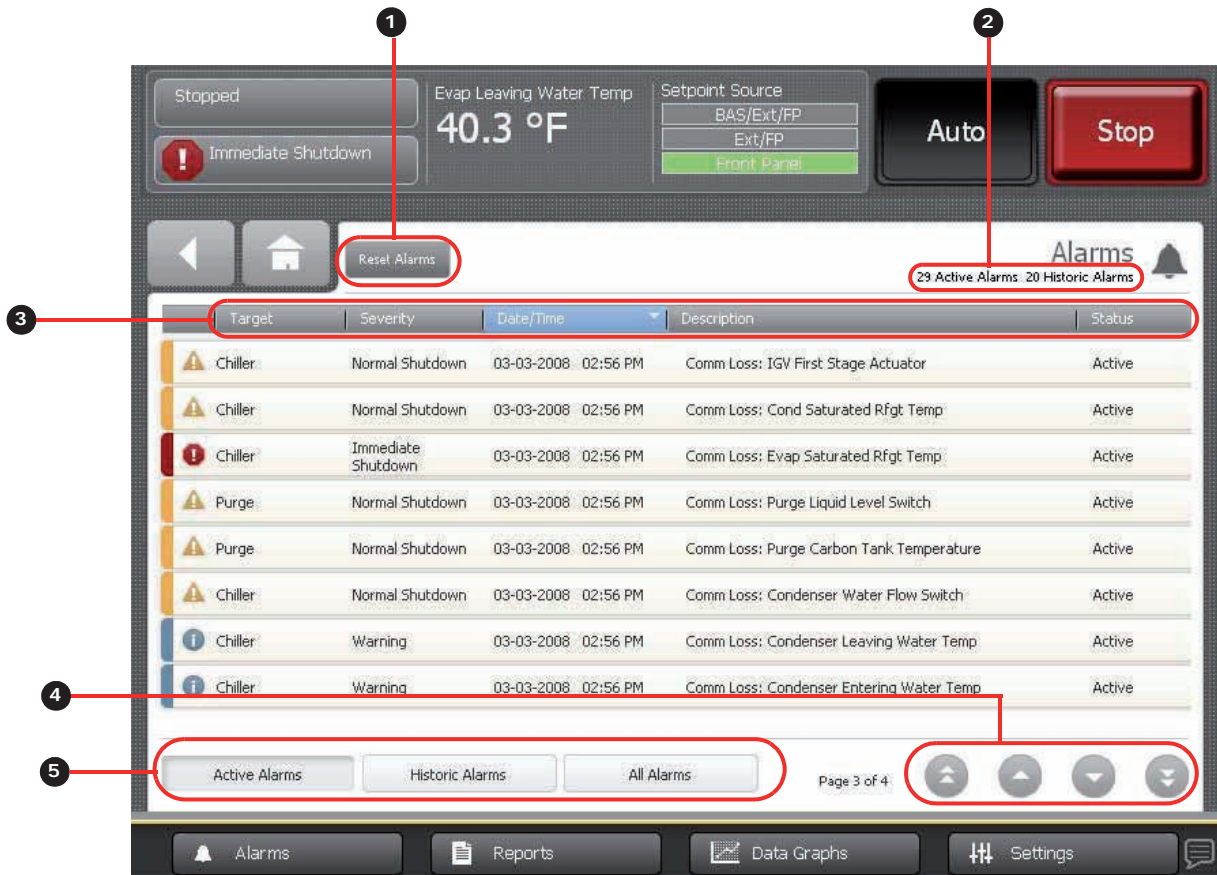 1
2
Stopped
Immediate Shutdown
Evap Leaving Water Temp
40.3 °F
Setpoint Source
BAS/Ext/FP
Ext/FP
Front Panel
Auto
Stop
Reset Alarms
Alarms
29 Active Alarms 20 Historic Alarms
3
Target Severity Date/Time Description Status
Chiller Normal Shutdown 03-03-2008 02:56 PM Comm Loss: IGV First Stage Actuator Active
Chiller Normal Shutdown 03-03-2008 02:56 PM Comm Loss: Cond Saturated Rfgt Temp Active
Chiller Immediate Shutdown 03-03-2008 02:56 PM Comm Loss: Evap Saturated Rfgt Temp Active
Purge Normal Shutdown 03-03-2008 02:56 PM Comm Loss: Purge Liquid Level Switch Active
Purge Normal Shutdown 03-03-2008 02:56 PM Comm Loss: Purge Carbon Tank Temperature Active
Chiller Normal Shutdown 03-03-2008 02:56 PM Comm Loss: Condenser Water Flow Switch Active
Chiller Warning 03-03-2008 02:56 PM Comm Loss: Condenser Leaving Water Temp Active
Chiller Warning 03-03-2008 02:56 PM Comm Loss: Condenser Entering Water Temp Active
4
5
Active Alarms Historic Alarms All Alarms Page 3 of 4
Alarms Reports Data Graphs Settings